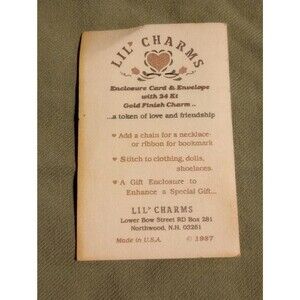 LIL' CHARMS
Enclosure Card & Envelope
with 24 Kt
Gold Finish Charm..
...a token of love and friendship
♥ Add a chain for a necklace
or ribbon for bookmark
♥ Stitch to clothing, dolls,
shoelaces.
♥ A Gift Enclosure to
Enhance a Special Gift...
LIL' CHARMS
Lower Bow Street RD Box 281
Northwood, N.H. 03261
Made in U.S.A. © 1987